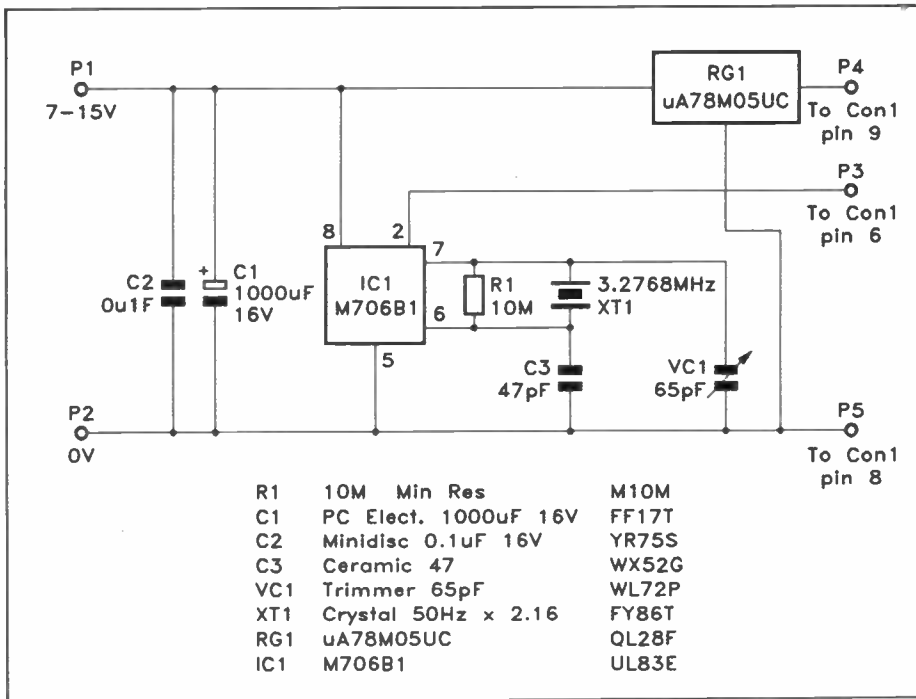 P1
7-15V
RG1
uA78M05UC
P4
To Con1
pin 9
P3
To Con1
pin 6
8
2
7
IC1
M706B1
6
5
C2
0u1F
+
C1
1000uF
16V
R1
10M
3.2768MHz
XT1
C3
47pF
VC1
65pF
P2
0V
P5
To Con1
pin 8
R1 10M Min Res M10M
C1 PC Elect. 1000uF 16V FF17T
C2 Minidisc 0.1uF 16V YR75S
C3 Ceramic 47 WX52G
VC1 Trimmer 65pF WL72P
XT1 Crystal 50Hz x 2.16 FY86T
RG1 uA78M05UC QL28F
IC1 M706B1 UL83E